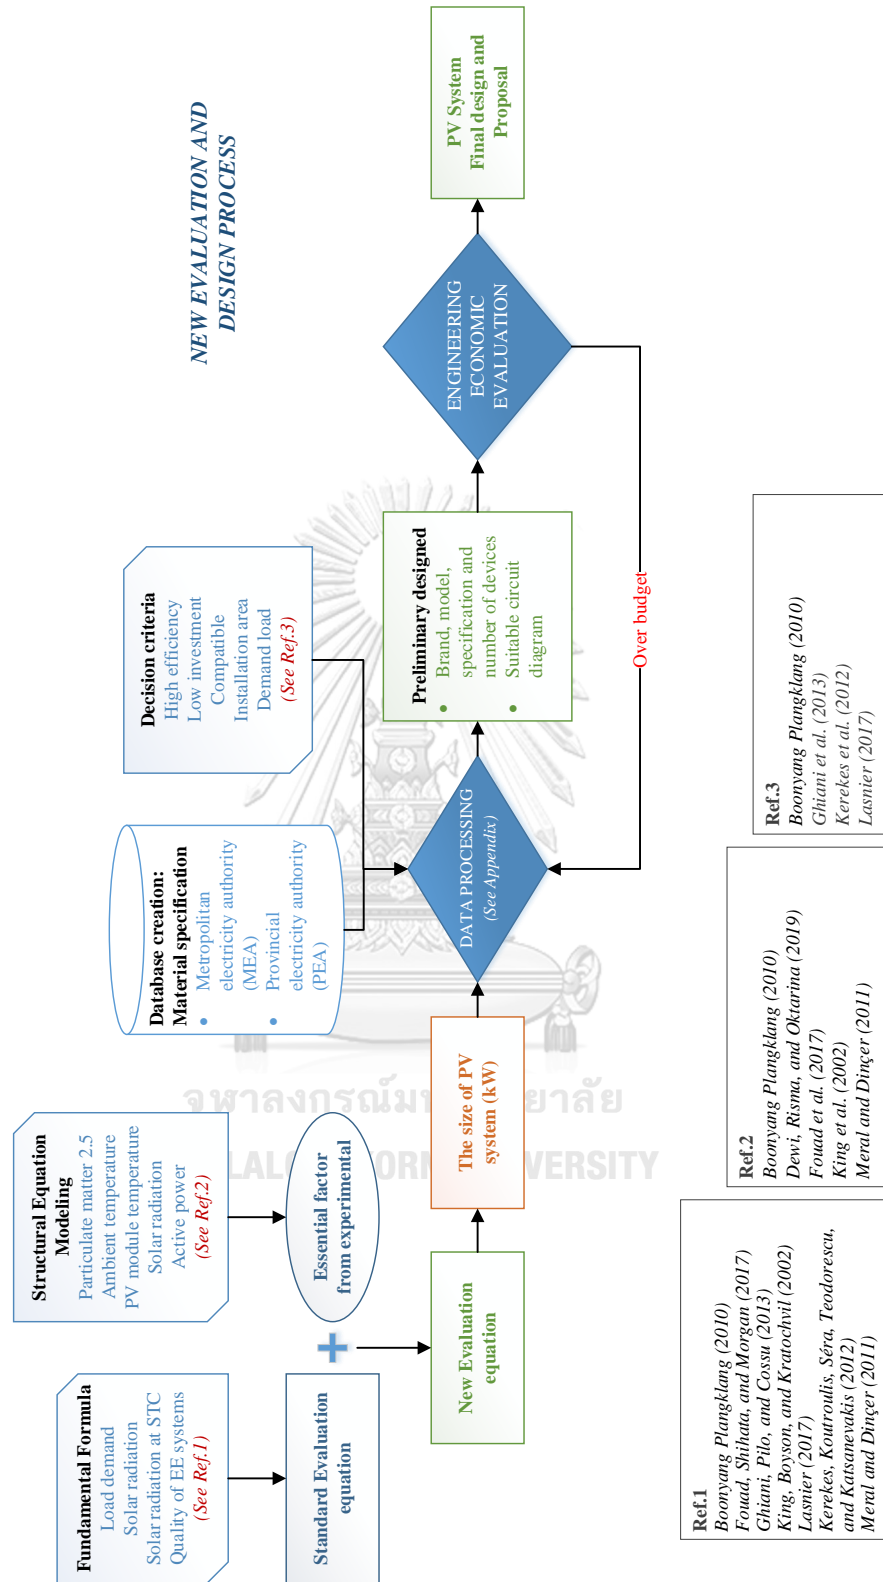 NEW EVALUATION AND
DESIGN PROCESS
Fundamental Formula
Load demand
Solar radiation
Solar radiation at STC
Quality of EE systems
(See Ref.1)
Standard Evaluation
equation
Structural Equation
Modeling
Particulate matter 2.5
Ambient temperature
PV module temperature
Solar radiation
Active power
(See Ref.2)
Essential factor
from experimental
+
New Evaluation
equation
The size of PV
system (kW)
Database creation:
Material specification
• Metropolitan
electricity authority
(MEA)
• Provincial
electricity authority
(PEA)
Decision criteria
High efficiency
Low investment
Compatible
Installation area
Demand load
(See Ref.3)
DATA PROCESSING
(See Appendix)
Preliminary designed
• Brand, model,
specification and
number of devices
• Suitable circuit
diagram
ENGINEERING
ECONOMIC
EVALUATION
Over budget
PV System
Final design and
Proposal
Ref.1
Boonyang Plangklang (2010)
Fouad, Shihata, and Morgan (2017)
Ghiani, Pilo, and Cossu (2013)
King, Boyson, and Kratochvil (2002)
Lasnier (2017)
Kerekes, Koutroulis, Séra, Teodorescu,
and Katsanevakis (2012)
Meral and Dinçer (2011)
Ref.2
Boonyang Plangklang (2010)
Dewi, Risma, and Oktarina (2019)
Fouad et al. (2017)
King et al. (2002)
Meral and Dinçer (2011)
Ref.3
Boonyang Plangklang (2010)
Ghiani et al. (2013)
Kerekes et al. (2012)
Lasnier (2017)